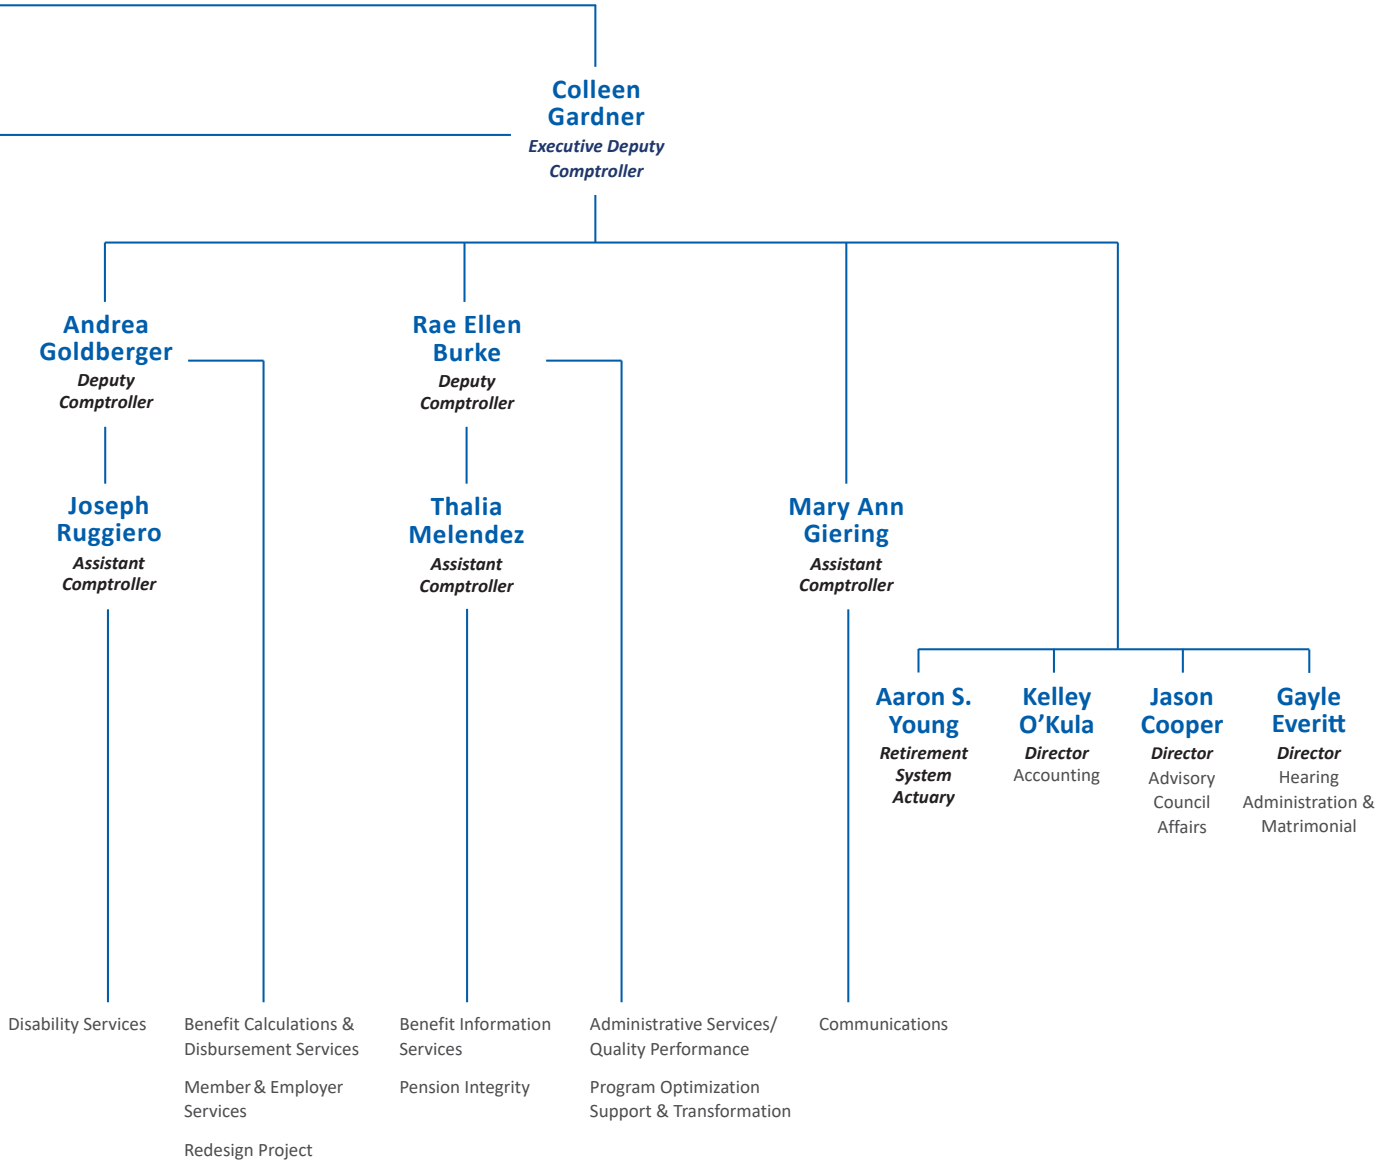 Colleen
Gardner
Executive Deputy
Comptroller
Andrea
Goldberger
Deputy
Comptroller
Rae Ellen
Burke
Deputy
Comptroller
Joseph
Ruggiero
Assistant
Comptroller
Thalia
Melendez
Assistant
Comptroller
Mary Ann
Giering
Assistant
Comptroller
Aaron S.
Young
Retirement
System
Actuary
Kelley
O’Kula
Director
Accounting
Jason
Cooper
Director
Advisory
Council
Affairs
Gayle
Everitt
Director
Hearing
Administration &
Matrimonial
Disability Services
Benefit Calculations &
Disbursement Services
Member & Employer
Services
Redesign Project
Benefit Information
Services
Pension Integrity
Administrative Services/
Quality Performance
Program Optimization
Support & Transformation
Communications